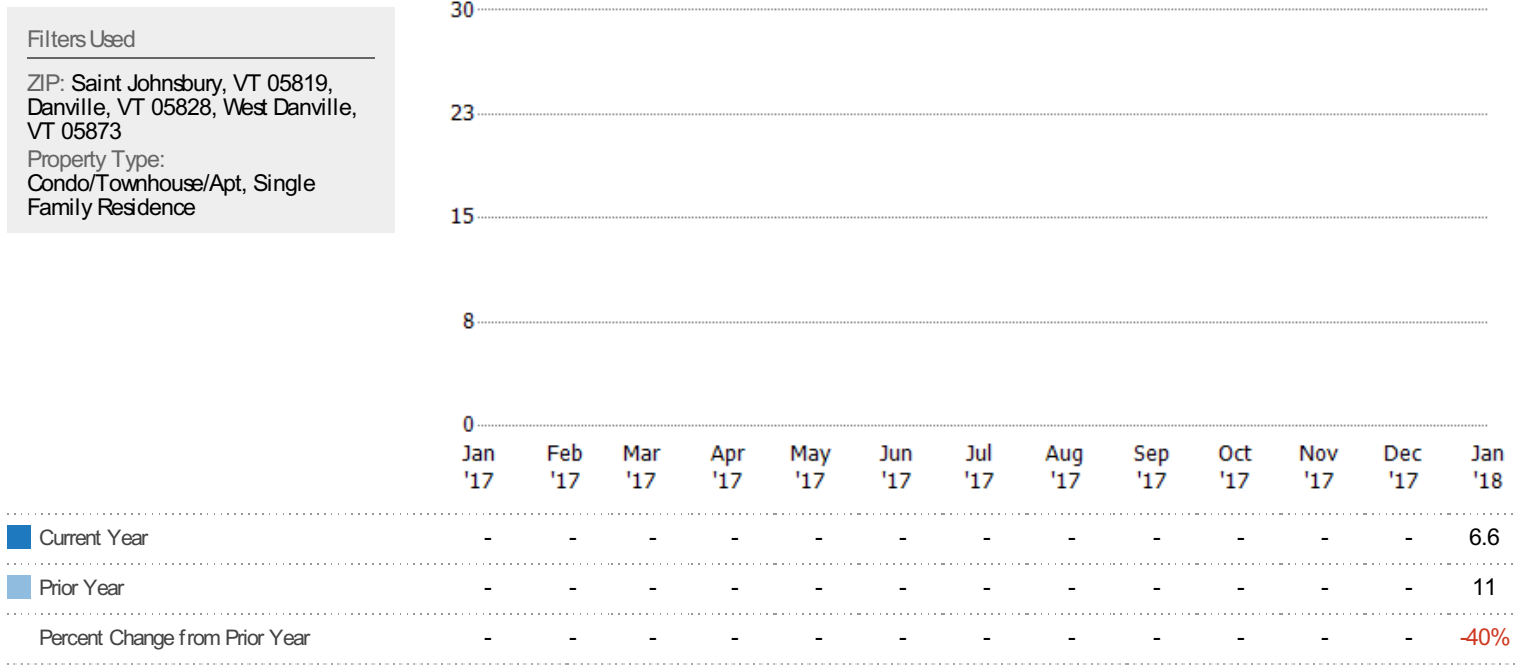 Filters Used
ZIP: Saint Johnsbury, VT 05819,
Danville, VT 05828, West Danville,
VT 05873
Property Type:
Condo/Townhouse/Apt, Single
Family Residence
30
23
15
8
0
Jan Feb Mar Apr May Jun Jul Aug Sep Oct Nov Dec Jan
'17 '17 '17 '17 '17 '17 '17 '17 '17 '17 '17 '17 '18
Current Year - - - - - - - - - - - - 6.6
Prior Year - - - - - - - - - - - - 11
Percent Change from Prior Year - - - - - - - - - - - - -40%